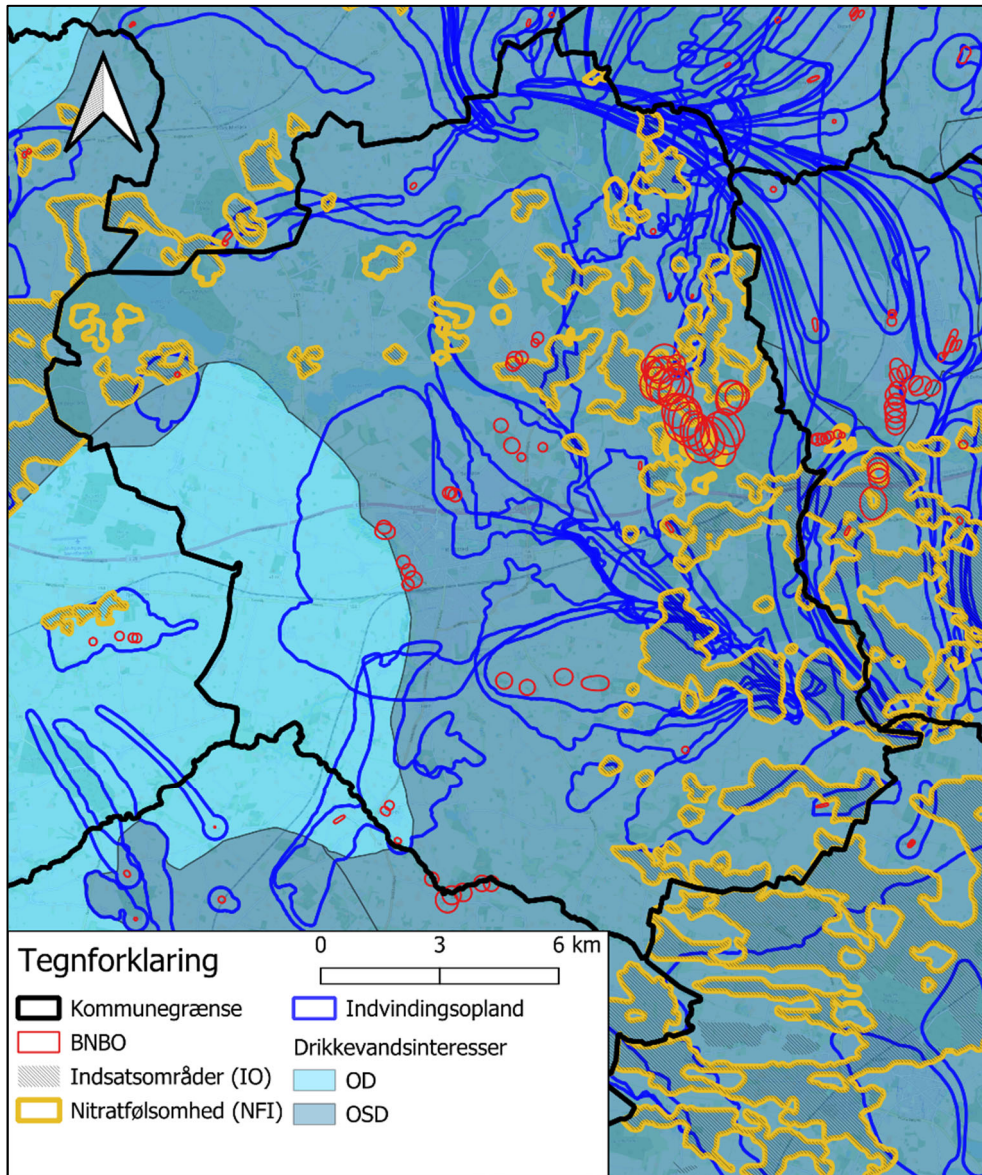 Tegnforklaring
0 3 6 km
Kommunegrænse
BNBO
Indsatsområder (IO)
Nitratfølsomhed (NFI)
Indvindingsopland
Drikkevandsinteresser
OD
OSD